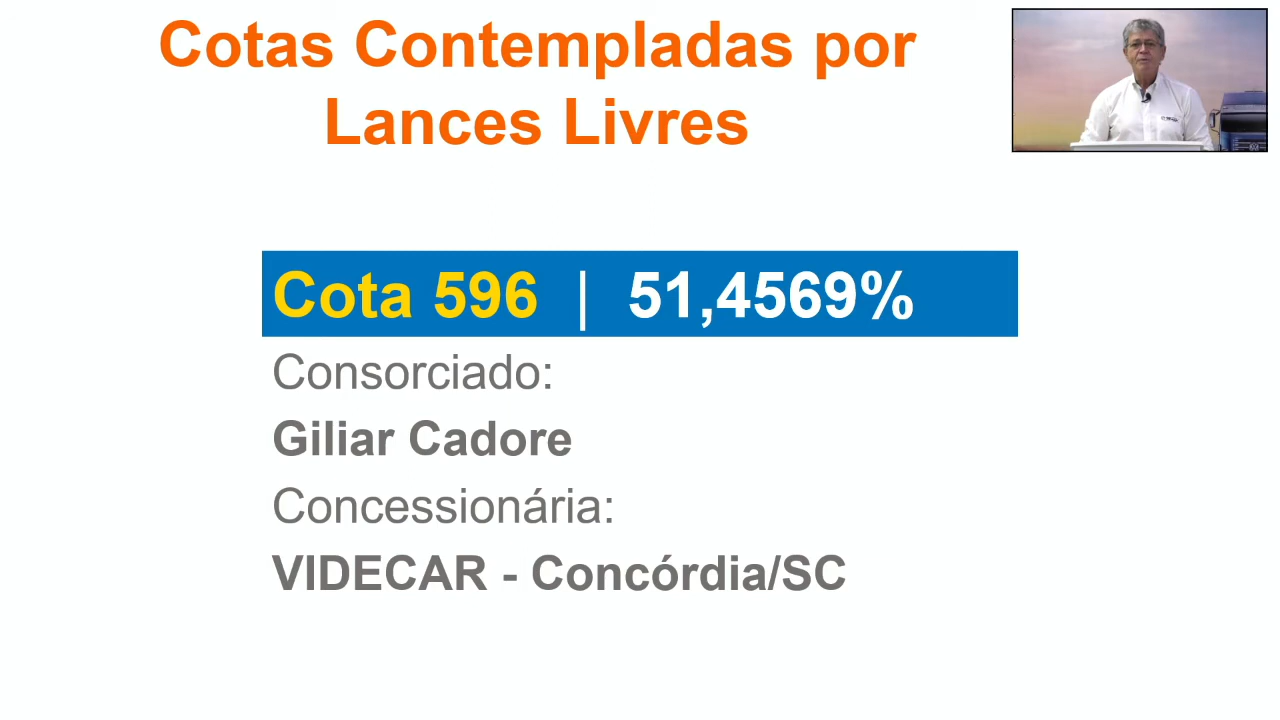 Cotas Contempladas por
Lances Livres
Cota 596 | 51,4569%
Consorciado:
Giliar Cadore
Concessionária:
VIDECAR - Concórdia/SC